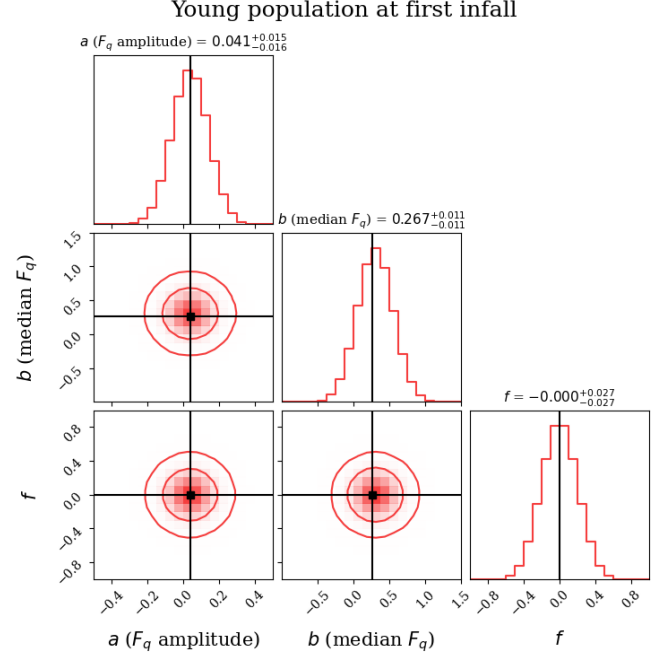 Young population at first infall
a (F_q amplitude) = 0.041^{+0.015}_{-0.016}
b (median F_q) = 0.267^{+0.011}_{-0.011}
1.5
1.0
0.5
0.0
−0.5
b (median F_q)
f = −0.000^{+0.027}_{-0.027}
0.8
0.4
0.0
−0.4
−0.8
f
−0.4 −0.2 0.0 0.2 0.4
−0.5 0.0 0.5 1.0 1.5
−0.8 −0.4 0.0 0.4 0.8
a (F_q amplitude) b (median F_q) f